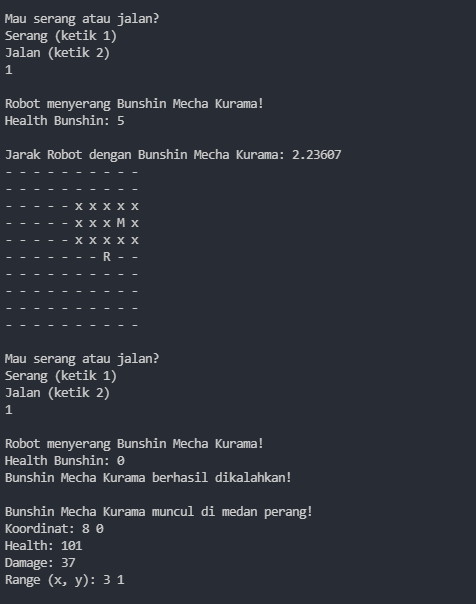 Mau serang atau jalan?
Serang (ketik 1)
Jalan (ketik 2)
1
Robot menyerang Bunshin Mecha Kurama!
Health Bunshin: 5
Jarak Robot dengan Bunshin Mecha Kurama: 2.23607
- - - - - - - - - -
- - - - - - - - - -
- - - - - x x x x x
- - - - - x x x M x
- - - - - x x x x x
- - - - - - - R - -
- - - - - - - - - -
- - - - - - - - - -
- - - - - - - - - -
- - - - - - - - - -
Mau serang atau jalan?
Serang (ketik 1)
Jalan (ketik 2)
1
Robot menyerang Bunshin Mecha Kurama!
Health Bunshin: 0
Bunshin Mecha Kurama berhasil dikalahkan!
Bunshin Mecha Kurama muncul di medan perang!
Koordinat: 8 0
Health: 101
Damage: 37
Range (x, y): 3 1